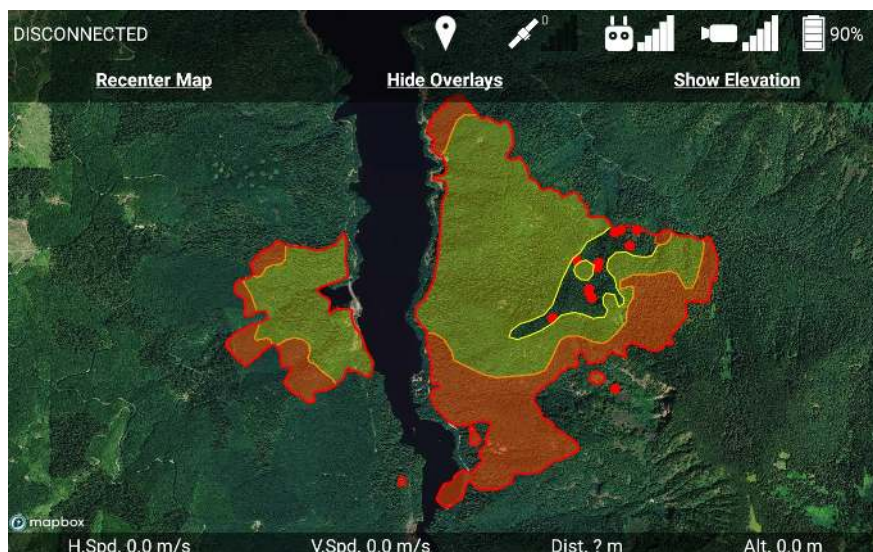 DISCONNECTED
0
90%
Recenter Map
Hide Overlays
Show Elevation
mapbox
H.Spd. 0.0 m/s
V.Spd. 0.0 m/s
Dist. ? m
Alt. 0.0 m